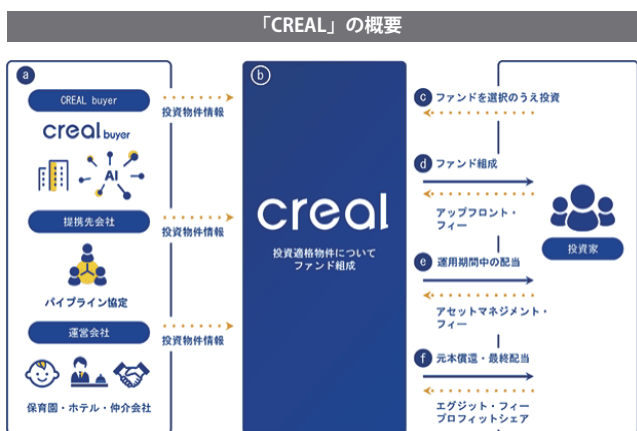 「CREAL」の概要
a
CREAL buyer
creal buyer
AI
投資物件情報
提携先会社
投資物件情報
パイプライン協定
運営会社
投資物件情報
保育園・ホテル・仲介会社
b
creal
投資適格物件について
ファンド組成
c ファンドを選択のうえ投資
d ファンド組成
アップフロント・
フィー
e 運用期間中の配当
アセットマネジメント・
フィー
f 元本償還・最終配当
エグジット・フィー
プロフィットシェア
投資家